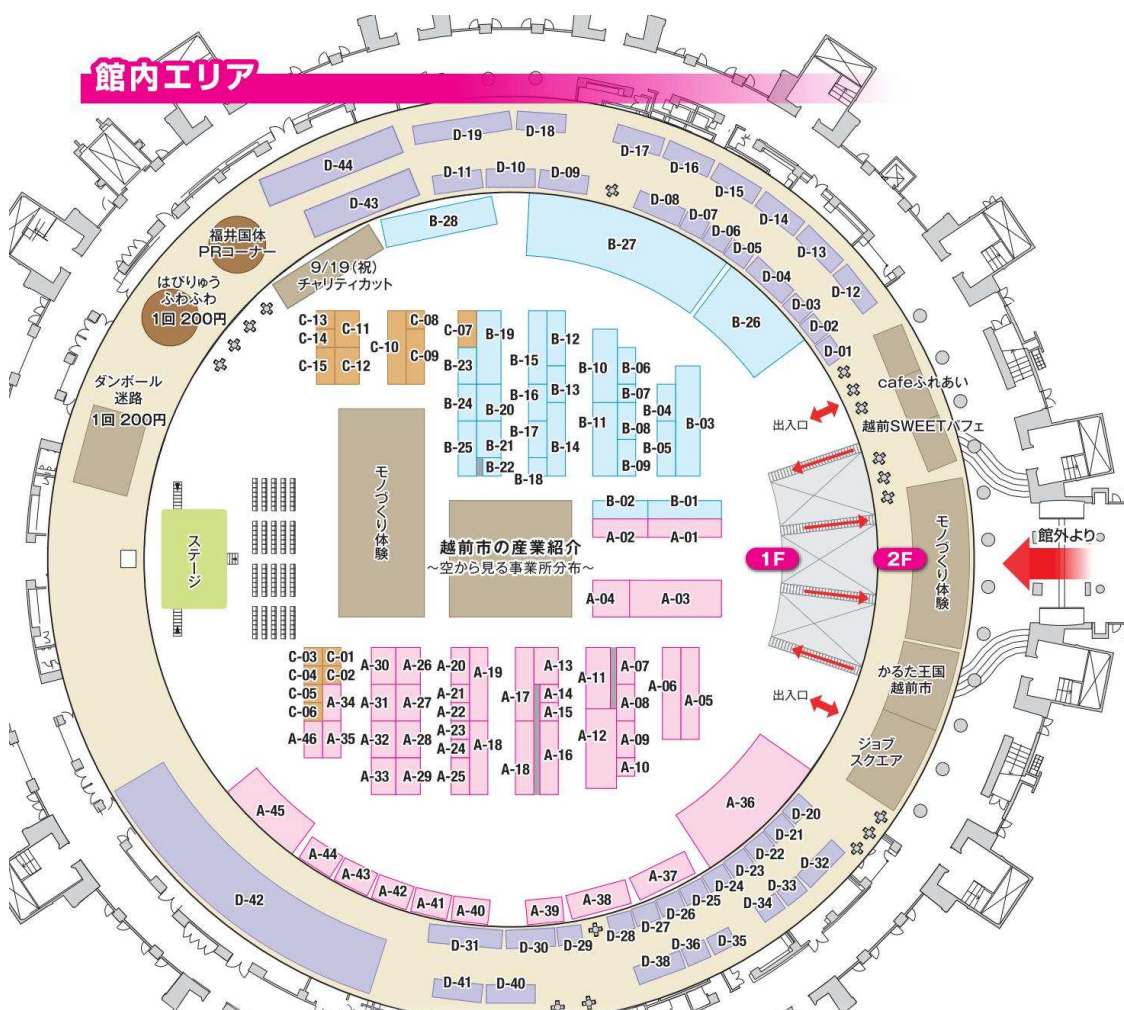 館内エリア
D-19
D-18
D-17
D-16
D-15
D-14
D-13
D-12
D-44
D-43
D-11
D-10
D-09
D-08
D-07
D-06
D-05
D-04
D-03
D-02
D-01
福井国体
PRコーナー
はぴりゅう
ふわふわ
1回 200円
9/19(祝)
チャリティカット
ダンボール
迷路
1回 200円
B-28
B-27
B-26
C-13
C-14
C-15
C-11
C-12
C-10
C-08
C-09
C-07
B-23
B-24
B-25
B-19
B-20
B-21
B-22
B-15
B-16
B-17
B-18
B-12
B-13
B-14
B-10
B-11
B-06
B-07
B-08
B-09
B-04
B-05
B-03
B-02
B-01
A-02
A-01
A-04
A-03
出入口
cafeふれあい
越前SWEETパフェ
ステージ
モノづくり体験
越前市の産業紹介
~空から見る事業所分布~
1F
2F
モノづくり体験
館外より
かるた王国
越前市
ジョブ
スクエア
出入口
C-03
C-01
C-04
C-02
C-05
C-06
A-34
A-46
A-35
A-30
A-31
A-32
A-33
A-26
A-27
A-28
A-29
A-20
A-21
A-22
A-23
A-24
A-25
A-19
A-18
A-17
A-18
A-13
A-14
A-15
A-16
A-11
A-12
A-07
A-08
A-09
A-10
A-06
A-05
A-36
A-45
A-44
A-43
A-42
A-41
A-40
A-39
A-38
A-37
D-20
D-21
D-22
D-23
D-24
D-25
D-26
D-27
D-28
D-29
D-30
D-31
D-32
D-33
D-34
D-35
D-36
D-38
D-40
D-41
D-42